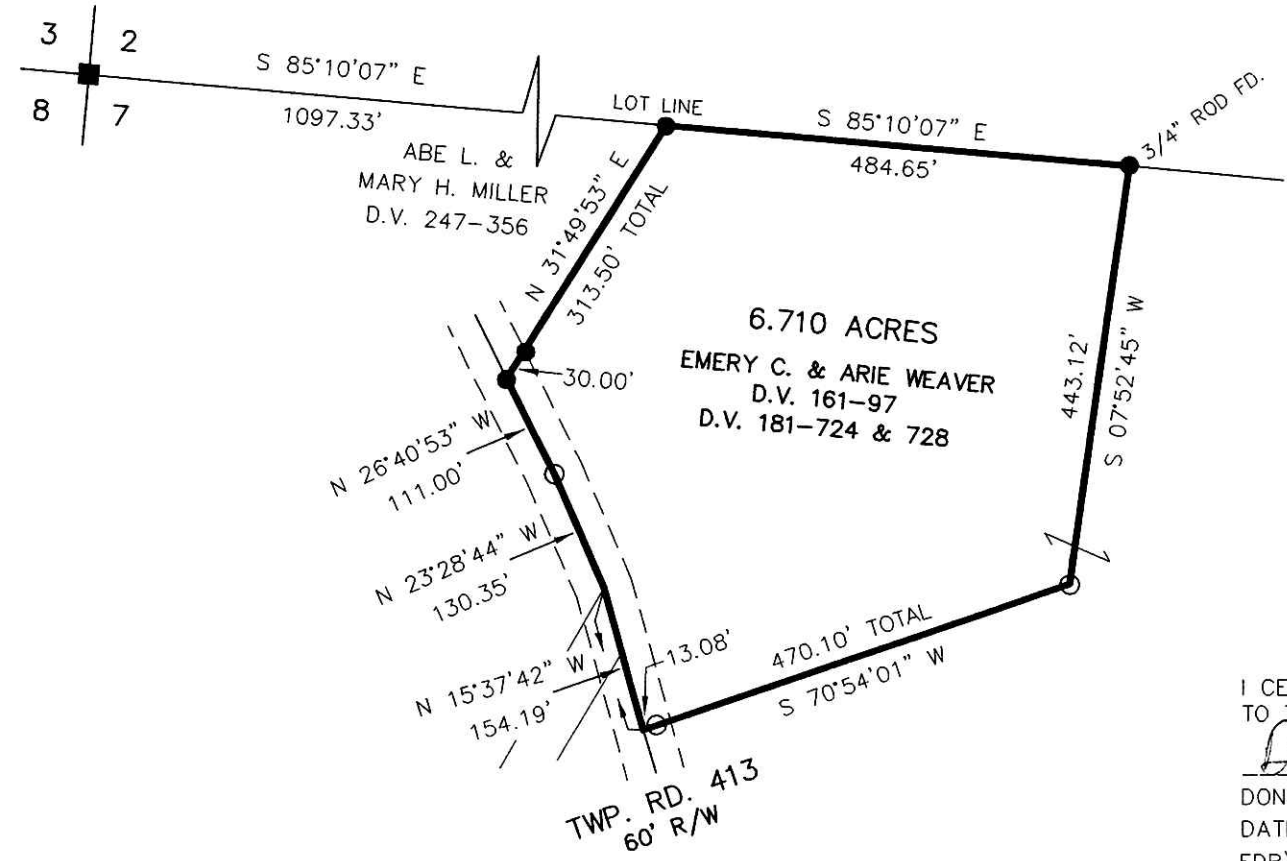 3 2
8 7
S 85°10'07" E
1097.33'
LOT LINE
S 85°10'07" E
484.65'
3/4" ROD FD.
ABE L. &
MARY H. MILLER
D.V. 247-356
N 31°49'53" E
313.50' TOTAL
30.00'
6.710 ACRES
EMERY C. & ARIE WEAVER
D.V. 161-97
D.V. 181-724 & 728
443.12'
S 07°52'45" W
N 26°40'53" W
111.00'
N 23°28'44" W
130.35'
N 15°37'42" W
154.19'
13.08'
470.10' TOTAL
S 70°54'01" W
TWP. RD. 413
60' R/W
I CE
TO
DON
DAT